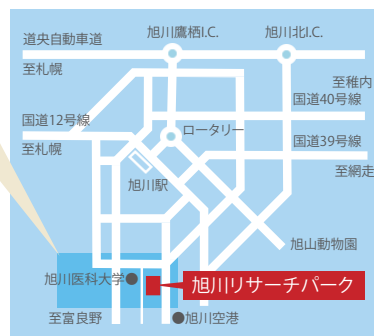 旭川鷹栖I.C.
旭川北I.C.
道央自動車道
至札幌
至稚内
国道40号線
国道12号線
ロータリー
国道39号線
至札幌
至網走
旭川駅
旭山動物園
旭川医科大学
旭川リサーチパーク
至富良野
旭川空港